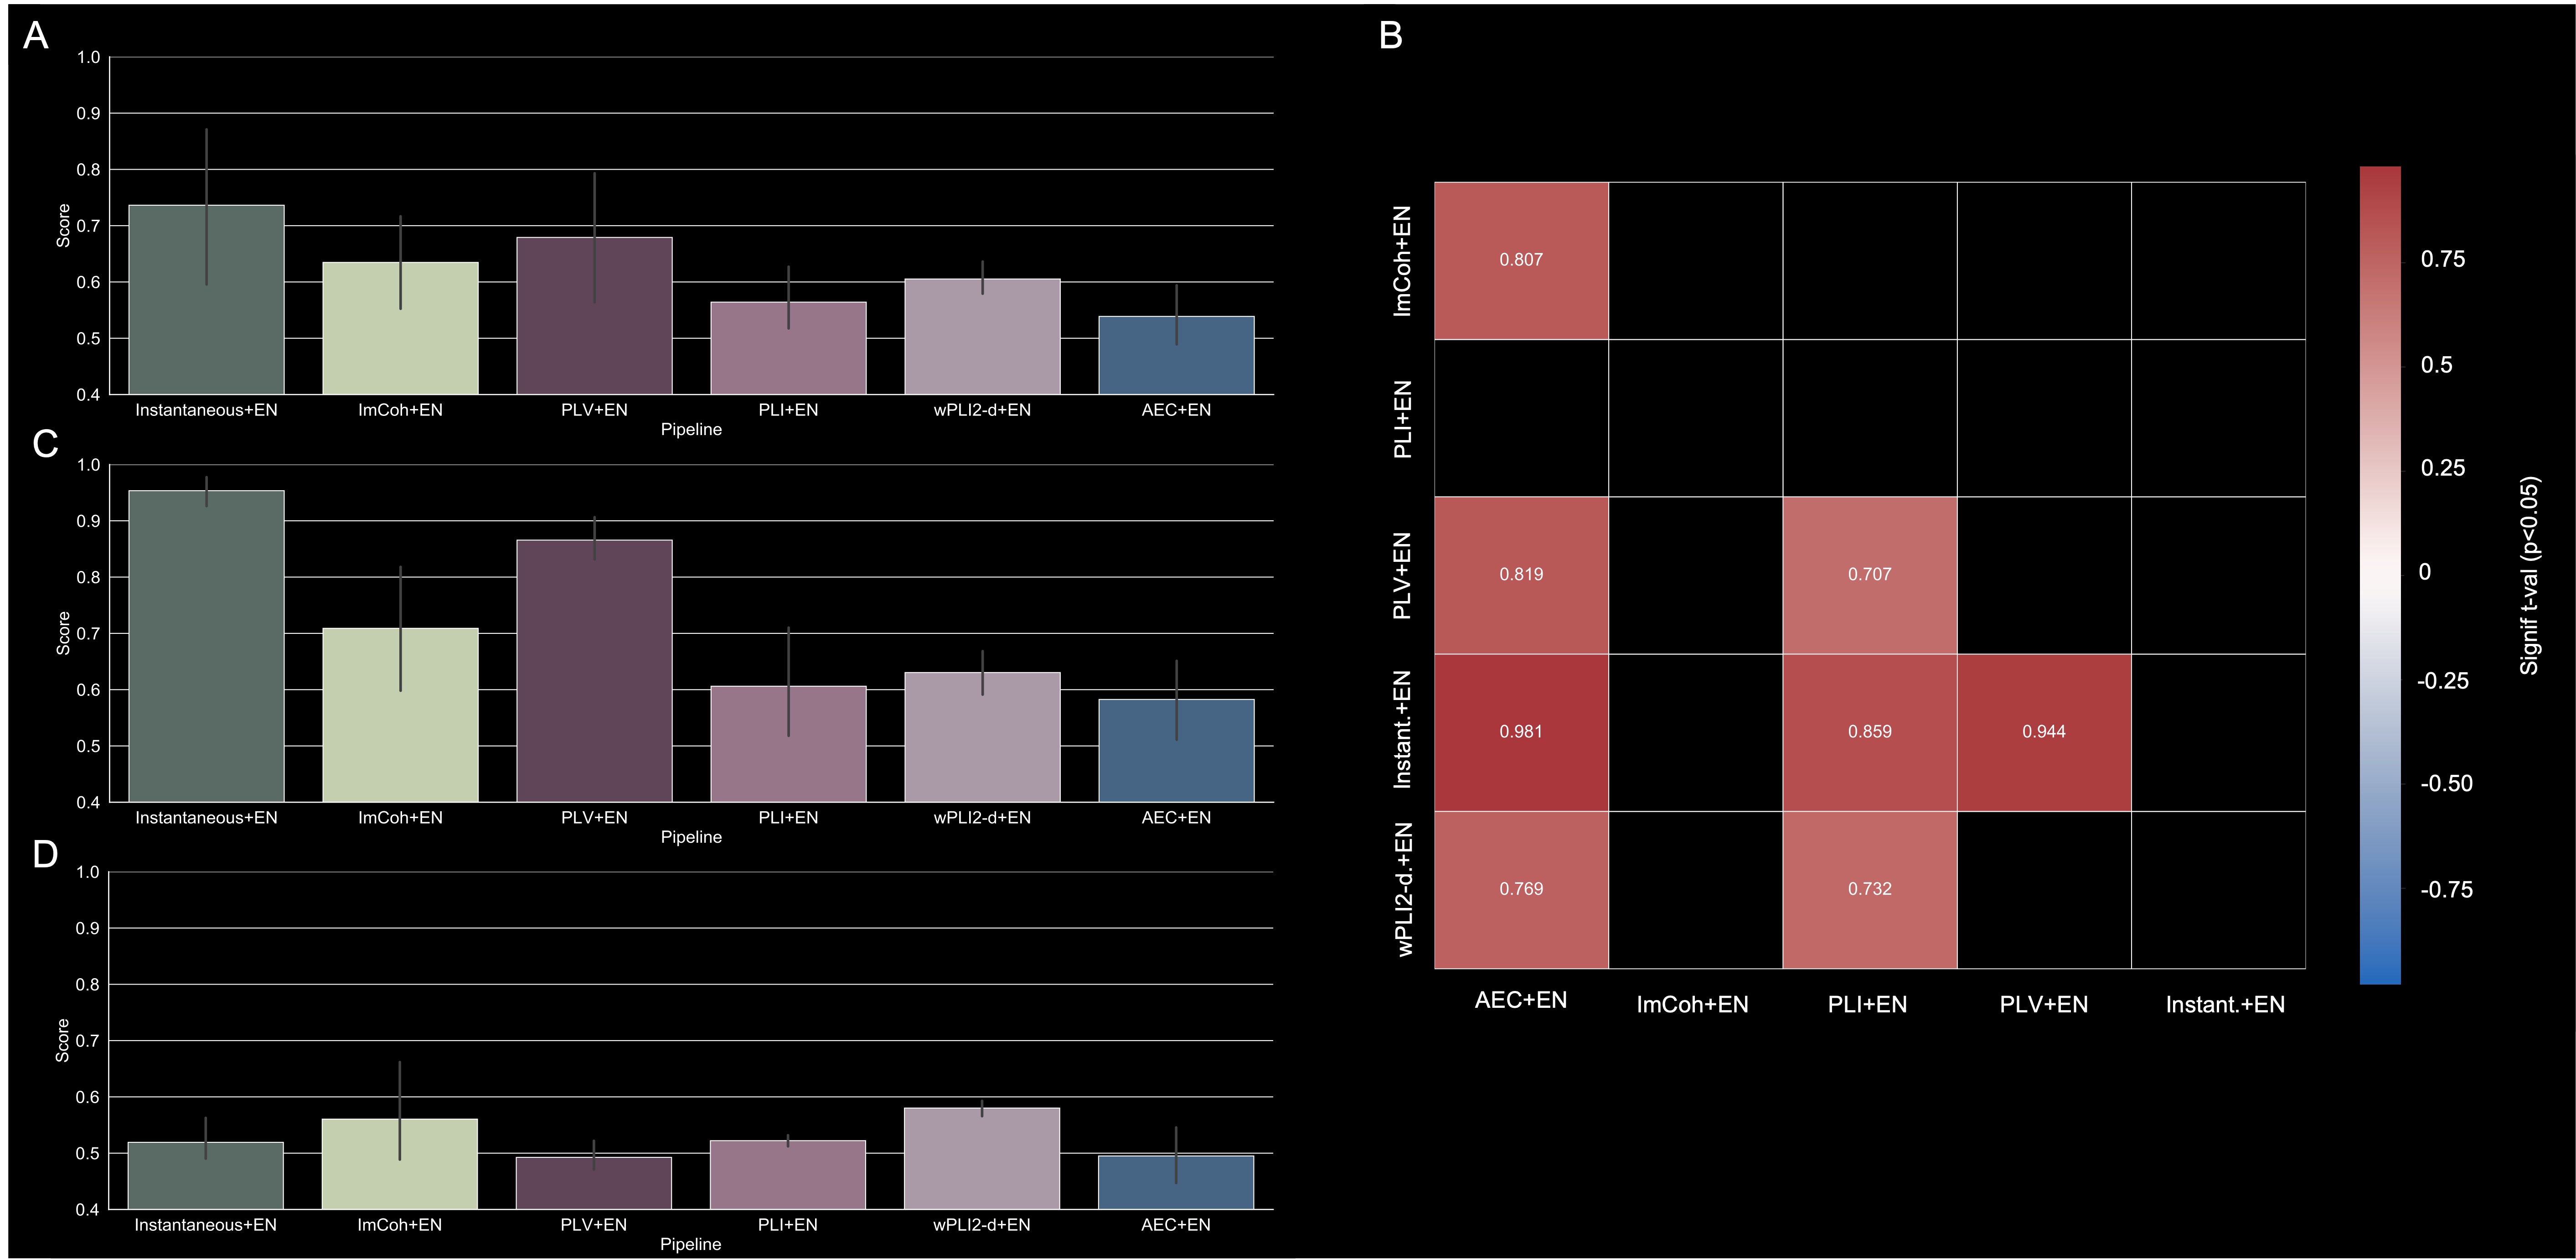 A
1.0
0.9
0.8
0.7
0.6
0.5
0.4
Score
Instantaneous+EN ImCoh+EN PLV+EN PLI+EN wPLI2-d+EN AEC+EN
Pipeline
C
1.0
0.9
0.8
0.7
0.6
0.5
0.4
Score
Instantaneous+EN ImCoh+EN PLV+EN PLI+EN wPLI2-d+EN AEC+EN
Pipeline
D
1.0
0.9
0.8
0.7
0.6
0.5
0.4
Score
Instantaneous+EN ImCoh+EN PLV+EN PLI+EN wPLI2-d+EN AEC+EN
Pipeline
B
ImCoh+EN
0.807
PLI+EN
PLV+EN
0.819 0.707
Instant.+EN
0.981 0.859 0.944
wPLI2-d.+EN
0.769 0.732
AEC+EN ImCoh+EN PLI+EN PLV+EN Instant.+EN
0.75
0.5
0.25
0
-0.25
-0.50
-0.75
Signif t-val (p<0.05)